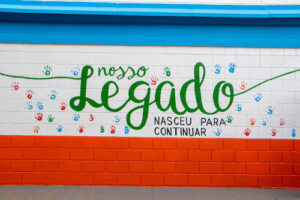 nosso
Legado
NASCEU PARA
CONTINUAR